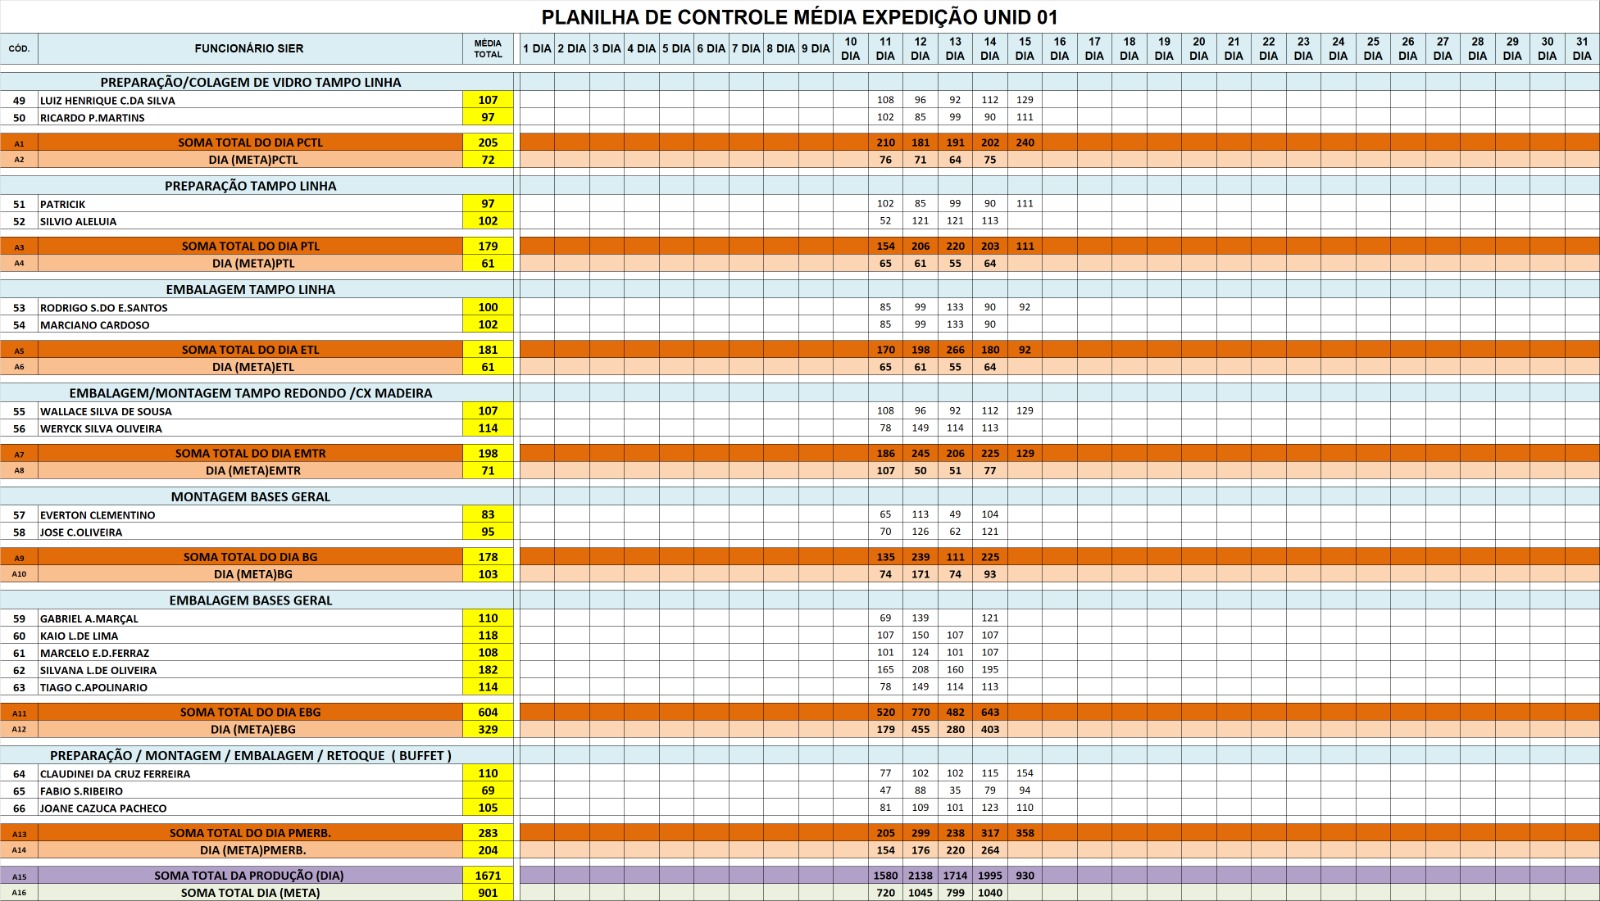 PLANILHA DE CONTROLE MÉDIA EXPEDIÇÃO UNID 01
CÓD. FUNCIONÁRIO SIER MÉDIA TOTAL 1 DIA 2 DIA 3 DIA 4 DIA 5 DIA 6 DIA 7 DIA 8 DIA 9 DIA 10 DIA 11 DIA 12 DIA 13 DIA 14 DIA 15 DIA 16 DIA 17 DIA 18 DIA 19 DIA 20 DIA 21 DIA 22 DIA 23 DIA 24 DIA 25 DIA 26 DIA 27 DIA 28 DIA 29 DIA 30 DIA 31 DIA
PREPARAÇÃO/COLAGEM DE VIDRO TAMPO LINHA
49 LUIZ HENRIQUE C.DA SILVA 107 108 96 92 112 129
50 RICARDO P.MARTINS 97 102 85 99 90 111
A1 SOMA TOTAL DO DIA PCTL 205 210 181 191 202 240
A2 DIA (META)PCTL 72 76 71 64 75
PREPARAÇÃO TAMPO LINHA
51 PATRICIK 97 102 85 99 90 111
52 SILVIO ALELUIA 102 52 121 121 113
A3 SOMA TOTAL DO DIA PTL 179 154 206 220 203 111
A4 DIA (META)PTL 61 65 61 55 64
EMBALAGEM TAMPO LINHA
53 RODRIGO S.DO E.SANTOS 100 85 99 133 90 92
54 MARCIANO CARDOSO 102 85 99 133 90
A5 SOMA TOTAL DO DIA ETL 181 170 198 266 180 92
A6 DIA (META)ETL 61 65 61 55 64
EMBALAGEM/MONTAGEM TAMPO REDONDO /CX MADEIRA
55 WALLACE SILVA DE SOUSA 107 108 96 92 112 129
56 WERYCK SILVA OLIVEIRA 114 78 149 114 113
A7 SOMA TOTAL DO DIA EMTR 198 186 245 206 225 129
A8 DIA (META)EMTR 71 107 50 51 77
MONTAGEM BASES GERAL
57 EVERTON CLEMENTINO 83 65 113 49 104
58 JOSE C.OLIVEIRA 95 70 126 62 121
A9 SOMA TOTAL DO DIA BG 178 135 239 111 225
A10 DIA (META)BG 103 74 171 74 93
EMBALAGEM BASES GERAL
59 GABRIEL A.MARÇAL 110 69 139 121
60 KAIO L.DE LIMA 118 107 150 107 107
61 MARCELO E.D.FERRAZ 108 101 124 101 107
62 SILVANA L.DE OLIVEIRA 182 165 208 160 195
63 TIAGO C.APOLINARIO 114 78 149 114 113
A11 SOMA TOTAL DO DIA EBG 604 520 770 482 643
A12 DIA (META)EBG 329 179 455 280 403
PREPARAÇÃO / MONTAGEM / EMBALAGEM / RETOQUE ( BUFFET )
64 CLAUDINEI DA CRUZ FERREIRA 110 77 102 102 115 154
65 FABIO S.RIBEIRO 69 47 88 35 79 94
66 JOANE CAZUCA PACHECO 105 81 109 101 123 110
A13 SOMA TOTAL DO DIA PMERB. 283 205 299 238 317 358
A14 DIA (META)PMERB. 204 154 176 220 264
A15 SOMA TOTAL DA PRODUÇÃO (DIA) 1671 1580 2138 1714 1995 930
A16 SOMA TOTAL DIA (META) 901 720 1045 799 1040